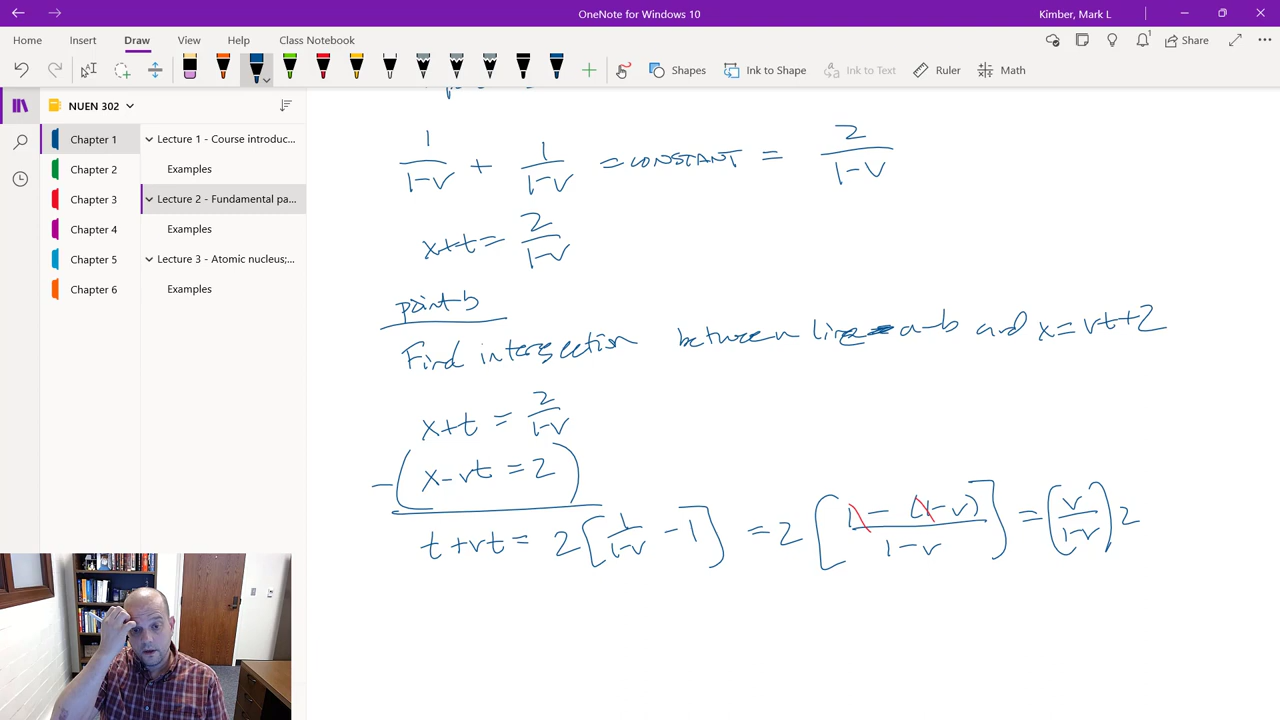 OneNote for Windows 10
Kimber, Mark L
Home Insert Draw View Help Class Notebook
Share
Shapes Ink to Shape Ink to Text Ruler Math
NUEN 302
Chapter 1
Chapter 2
Chapter 3
Chapter 4
Chapter 5
Chapter 6
Lecture 1 - Course introduc...
Examples
Lecture 2 - Fundamental pa...
Examples
Lecture 3 - Atomic nucleus;...
Examples
1/(1-v) + 1/(1-v) = CONSTANT = 2/(1-v)
x+t = 2/(1-v)
point b
Find intersection between line a-b and x = vt+2
x+t = 2/(1-v)
-(x-vt = 2)
t+vt = 2[1/(1-v) - 1] = 2[(1-(1-v))/(1-v)] = (v/(1-v))2